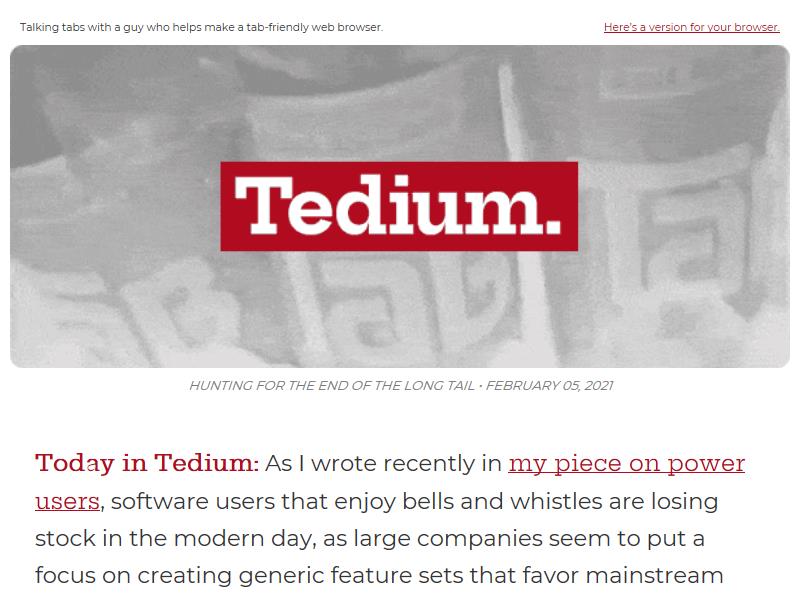 Talking tabs with a guy who helps make a tab-friendly web browser.
Here's a version for your browser.
Tedium.
HUNTING FOR THE END OF THE LONG TAIL • FEBRUARY 05, 2021
Today in Tedium: As I wrote recently in my piece on power
users, software users that enjoy bells and whistles are losing
stock in the modern day, as large companies seem to put a
focus on creating generic feature sets that favor mainstream